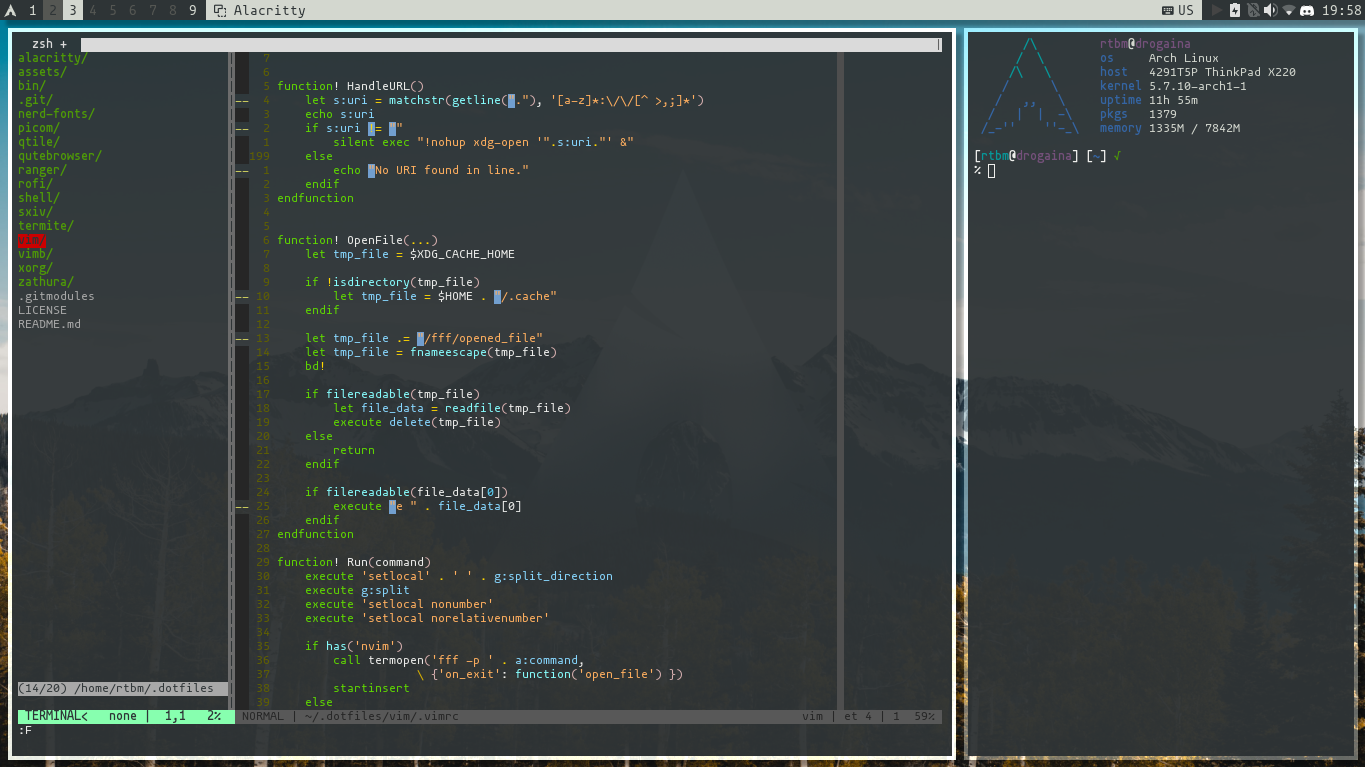 1 2 3 4 5 6 7 8 9 Alacritty US 19:58
zsh +
alacritty/
assets/
bin/
.git/
nerd-fonts/
picom/
qtile/
qutebrowser/
ranger/
rofi/
shell/
sxiv/
termite/
vim/
vimb/
xorg/
zathura/
.gitmodules
LICENSE
README.md
(14/20) /home/rtbm/.dotfiles
7
6
5 function! HandleURL()
-- 4     let s:uri = matchstr(getline("."), '[a-z]*:\/\/[^ >,;]*')
3     echo s:uri
-- 2     if s:uri != ""
1         silent exec "!nohup xdg-open '".s:uri."' &"
199     else
-- 1         echo "No URI found in line."
2     endif
3 endfunction
4
5
6 function! OpenFile(...)
7     let tmp_file = $XDG_CACHE_HOME
8
9     if !isdirectory(tmp_file)
-- 10         let tmp_file = $HOME . "/.cache"
11     endif
12
-- 13     let tmp_file .= "/fff/opened_file"
14     let tmp_file = fnameescape(tmp_file)
15     bd!
16
17     if filereadable(tmp_file)
18         let file_data = readfile(tmp_file)
19         execute delete(tmp_file)
20     else
21         return
22     endif
23
24     if filereadable(file_data[0])
-- 25         execute "e " . file_data[0]
26     endif
27 endfunction
28
29 function! Run(command)
30     execute 'setlocal' . ' ' . g:split_direction
31     execute g:split
32     execute 'setlocal nonumber'
33     execute 'setlocal norelativenumber'
34
35     if has('nvim')
36         call termopen('fff -p ' . a:command,
37                     \ {'on_exit': function('open_file') })
38         startinsert
39     else
TERMINAL< none | 1,1 2% NORMAL | ~/.dotfiles/vim/.vimrc vim | et 4 | 1 59%
:F
rtbm@drogaina
os Arch Linux
host 4291T5P ThinkPad X220
kernel 5.7.10-arch1-1
uptime 11h 55m
pkgs 1379
memory 1335M / 7842M
[rtbm@drogaina] [~] √
%